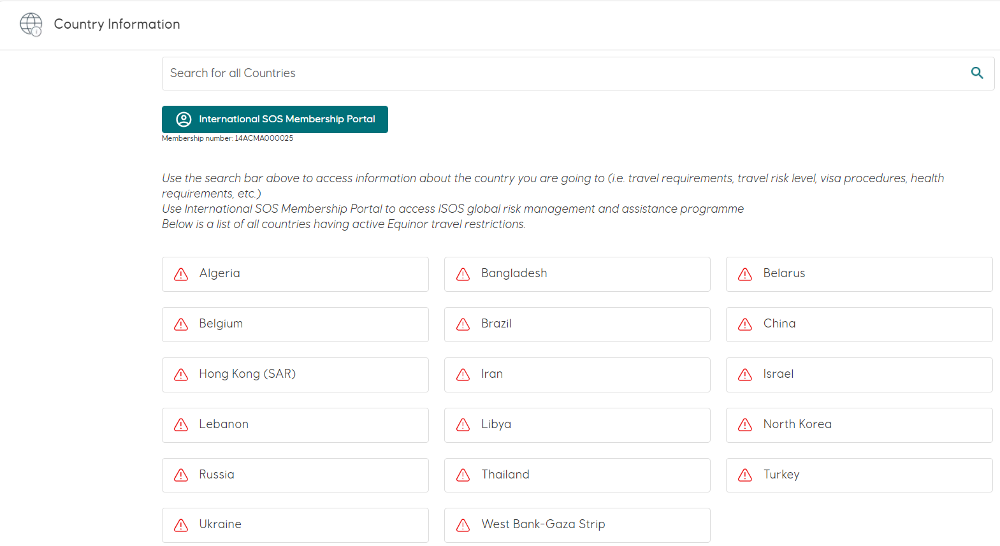 Country Information
Search for all Countries
International SOS Membership Portal
Membership number: 14ACMA000025
Use the search bar above to access information about the country you are going to (i.e. travel requirements, travel risk level, visa procedures, health
requirements, etc.)
Use International SOS Membership Portal to access ISOS global risk management and assistance programme
Below is a list of all countries having active Equinor travel restrictions.
Algeria
Bangladesh
Belarus
Belgium
Brazil
China
Hong Kong (SAR)
Iran
Israel
Lebanon
Libya
North Korea
Russia
Thailand
Turkey
Ukraine
West Bank-Gaza Strip